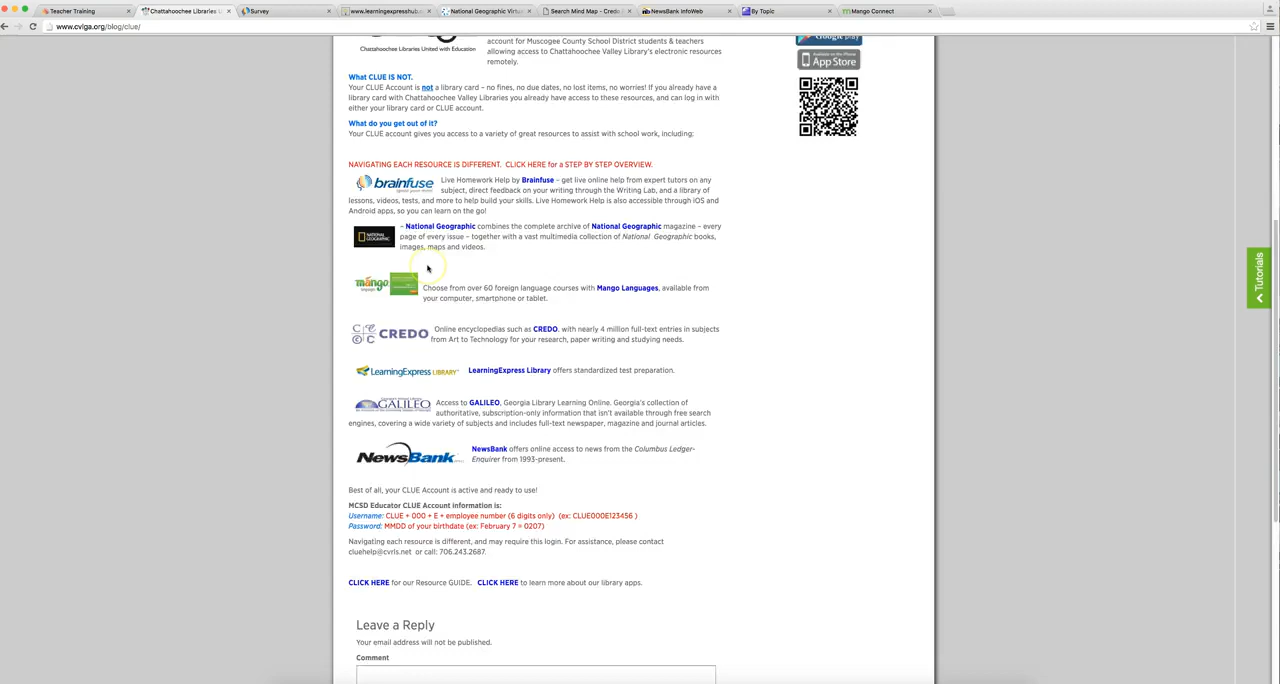 Teacher Training
Chattahoochee Libraries U
Survey
www.learningexpresshub.c
National Geographic Virtu
Search Mind Map - Credo
NewsBank InfoWeb
By Topic
Mango Connect
www.cvlga.org/blog/clue/
Chattahoochee Libraries United with Education
account for Muscogee County School District students & teachers
allowing access to Chattahoochee Valley Library's electronic resources
remotely.
Google play
App Store
What CLUE IS NOT.
Your CLUE Account is not a library card – no fines, no due dates, no lost items, no worries! If you already have a
library card with Chattahoochee Valley Libraries you already have access to these resources, and can log in with
either your library card or CLUE account.
What do you get out of it?
Your CLUE account gives you access to a variety of great resources to assist with school work, including:
NAVIGATING EACH RESOURCE IS DIFFERENT. CLICK HERE for a STEP BY STEP OVERVIEW.
brainfuse
Live Homework Help by Brainfuse – get live online help from expert tutors on any
subject, direct feedback on your writing through the Writing Lab, and a library of
lessons, videos, tests, and more to help build your skills. Live Homework Help is also accessible through iOS and
Android apps, so you can learn on the go!
NATIONAL GEOGRAPHIC
– National Geographic combines the complete archive of National Geographic magazine – every
page of every issue – together with a vast multimedia collection of National Geographic books,
images, maps and videos.
Tutorials
mango
Choose from over 60 foreign language courses with Mango Languages, available from
your computer, smartphone or tablet.
CREDO
Online encyclopedias such as CREDO, with nearly 4 million full-text entries in subjects
from Art to Technology for your research, paper writing and studying needs.
LearningExpress LIBRARY
LearningExpress Library offers standardized test preparation.
GALILEO
Access to GALILEO, Georgia Library Learning Online. Georgia's collection of
authoritative, subscription-only information that isn't available through free search
engines, covering a wide variety of subjects and includes full-text newspaper, magazine and journal articles.
NewsBank
NewsBank offers online access to news from the Columbus Ledger-
Enquirer from 1993-present.
Best of all, your CLUE Account is active and ready to use!
MCSD Educator CLUE Account information is:
Username: CLUE + 000 + E + employee number (6 digits only) (ex: CLUE000E123456 )
Password: MMDD of your birthdate (ex: February 7 = 0207)
Navigating each resource is different, and may require this login. For assistance, please contact
cluehelp@cvrls.net or call: 706.243.2687.
CLICK HERE for our Resource GUIDE. CLICK HERE to learn more about our library apps.
Leave a Reply
Your email address will not be published.
Comment